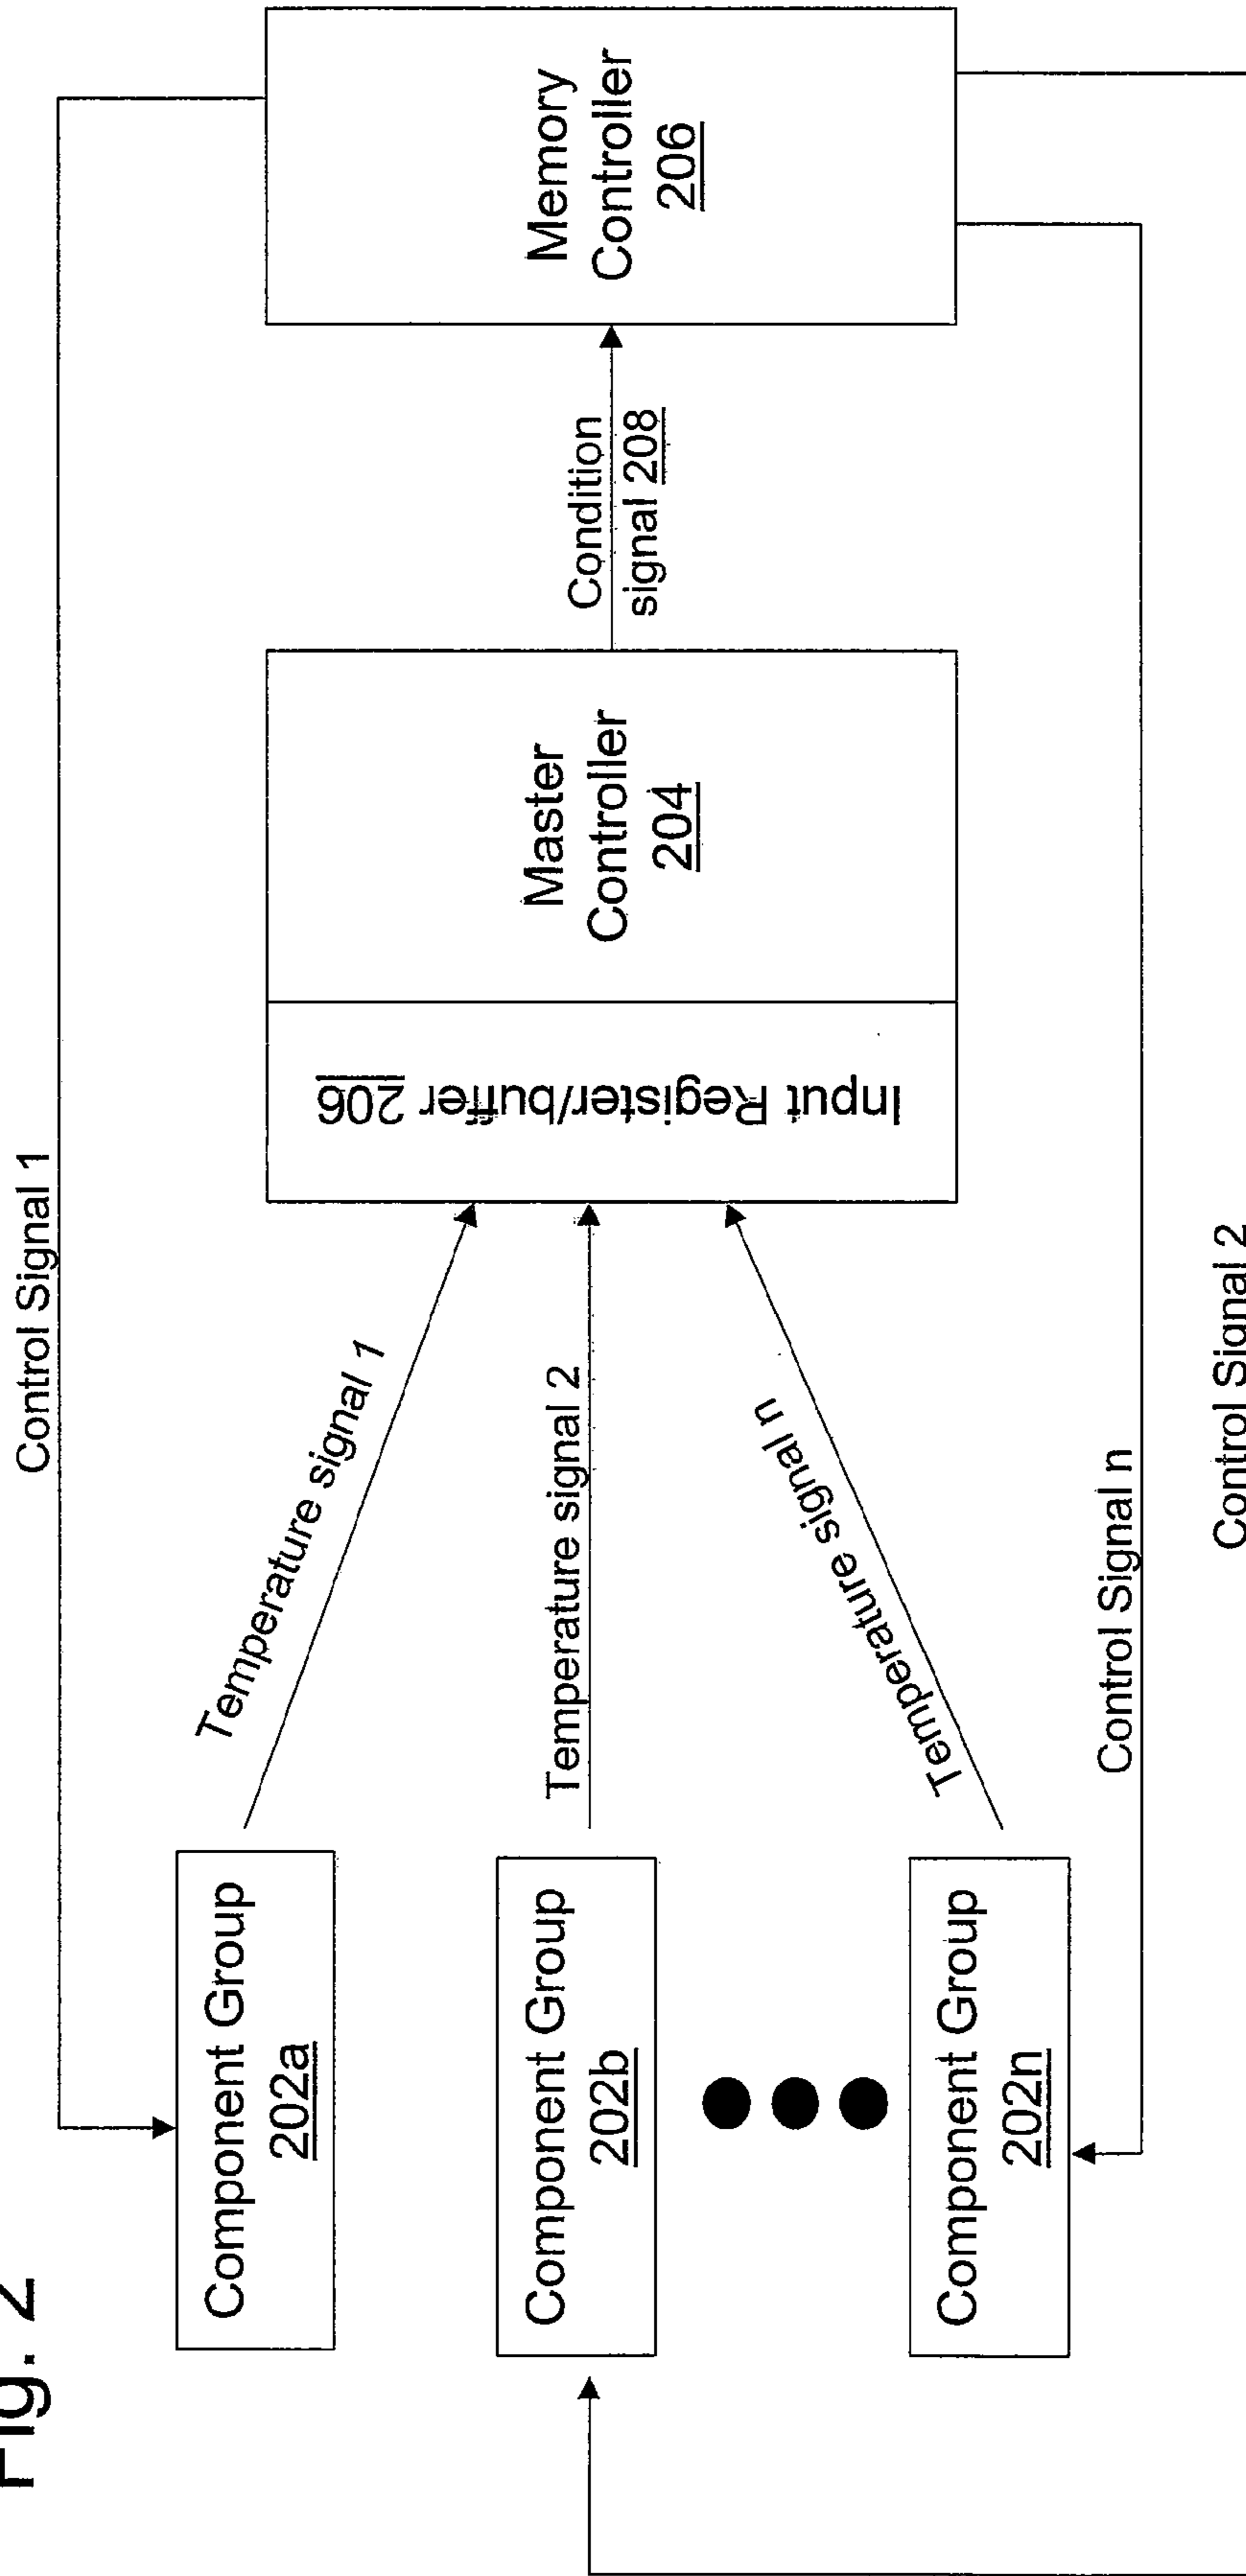 Fig. 2
Control Signal 1
Component Group
202a
Temperature signal 1
Component Group
202b
Temperature signal 2
Component Group
202n
Temperature signal n
Input Register/buffer 206
Master
Controller
204
Condition
signal 208
Memory
Controller
206
Control Signal n
Control Signal 2